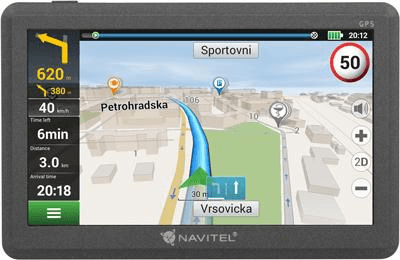 GPS
20:12
620 m
380 m
40 km/h
Time left
6min
Distance
3.0 km
Arrival time
20:18
Sportovni
50
Petrohradska
106
2D
30 m
Vrsovicka
NAVITEL®